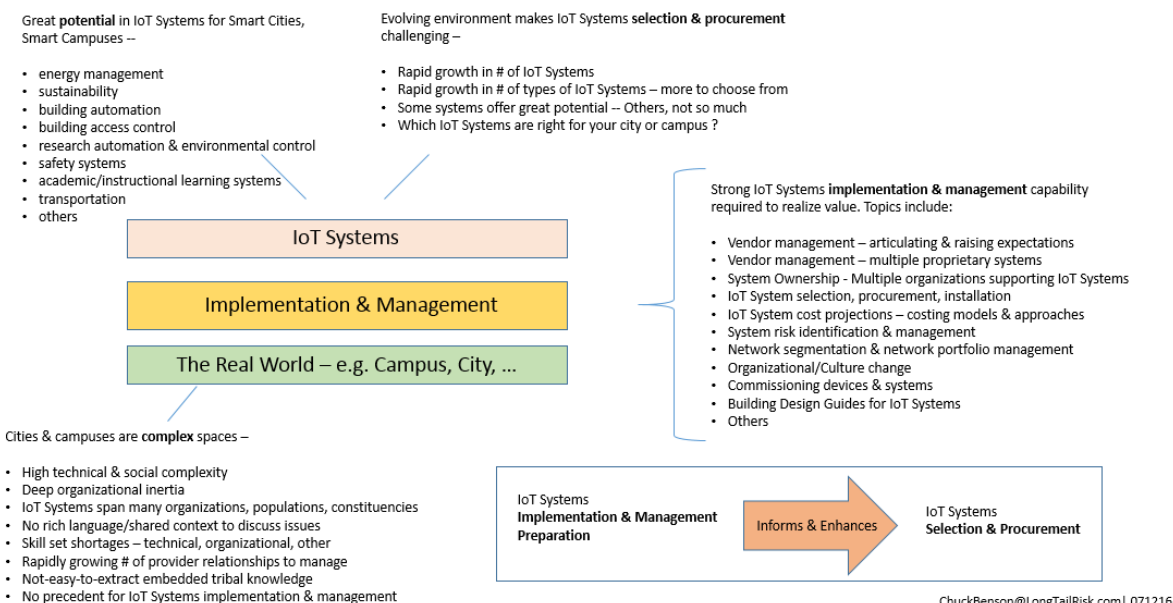 Great potential in IoT Systems for Smart Cities,
Smart Campuses --
• energy management
• sustainability
• building automation
• building access control
• research automation & environmental control
• safety systems
• academic/instructional learning systems
• transportation
• others
Evolving environment makes IoT Systems selection & procurement
challenging –
• Rapid growth in # of IoT Systems
• Rapid growth in # of types of IoT Systems – more to choose from
• Some systems offer great potential -- Others, not so much
• Which IoT Systems are right for your city or campus ?
IoT Systems
Implementation & Management
The Real World – e.g. Campus, City, ...
Strong IoT Systems implementation & management capability
required to realize value. Topics include:
• Vendor management – articulating & raising expectations
• Vendor management – multiple proprietary systems
• System Ownership - Multiple organizations supporting IoT Systems
• IoT System selection, procurement, installation
• IoT System cost projections – costing models & approaches
• System risk identification & management
• Network segmentation & network portfolio management
• Organizational/Culture change
• Commissioning devices & systems
• Building Design Guides for IoT Systems
• Others
Cities & campuses are complex spaces –
• High technical & social complexity
• Deep organizational inertia
• IoT Systems span many organizations, populations, constituencies
• No rich language/shared context to discuss issues
• Skill set shortages – technical, organizational, other
• Rapidly growing # of provider relationships to manage
• Not-easy-to-extract embedded tribal knowledge
• No precedent for IoT Systems implementation & management
IoT Systems
Implementation & Management
Preparation
Informs & Enhances
IoT Systems
Selection & Procurement
ChuckBenson@LongTailRisk.com| 071216